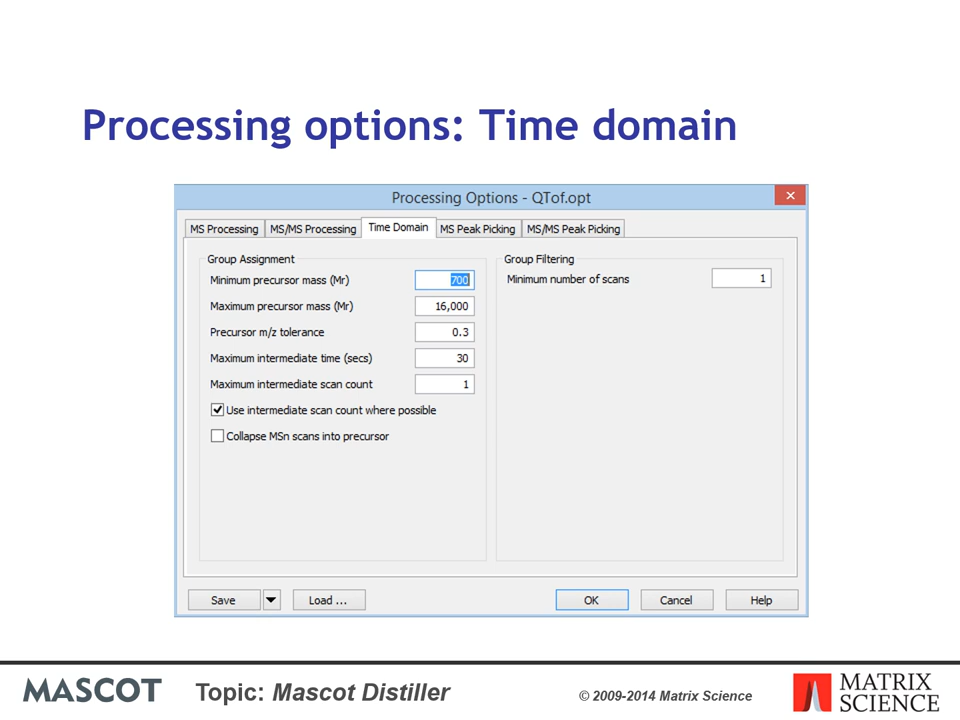 Processing options: Time domain
Processing Options - QTof.opt
MS Processing MS/MS Processing Time Domain MS Peak Picking MS/MS Peak Picking
Group Assignment
Minimum precursor mass (Mr) 700
Maximum precursor mass (Mr) 16,000
Precursor m/z tolerance 0.3
Maximum intermediate time (secs) 30
Maximum intermediate scan count 1
Use intermediate scan count where possible
Collapse MSn scans into precursor
Group Filtering
Minimum number of scans 1
Save Load ... OK Cancel Help
MASCOT
Topic: Mascot Distiller
© 2009-2014 Matrix Science
MATRIX
SCIENCE